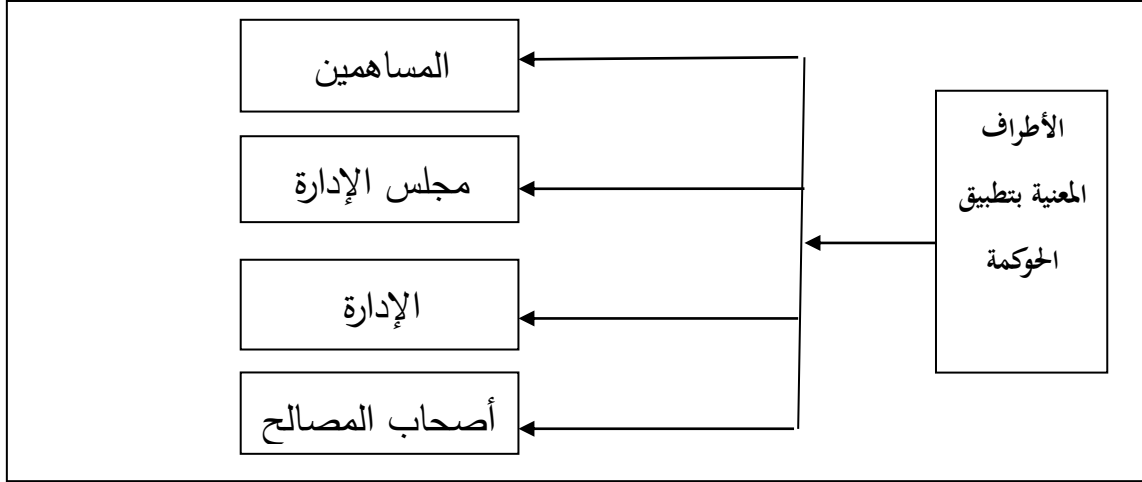 الأطراف
المعنية بتطبيق
الحوكمة
المساهمين
مجلس الإدارة
الإدارة
أصحاب المصالح